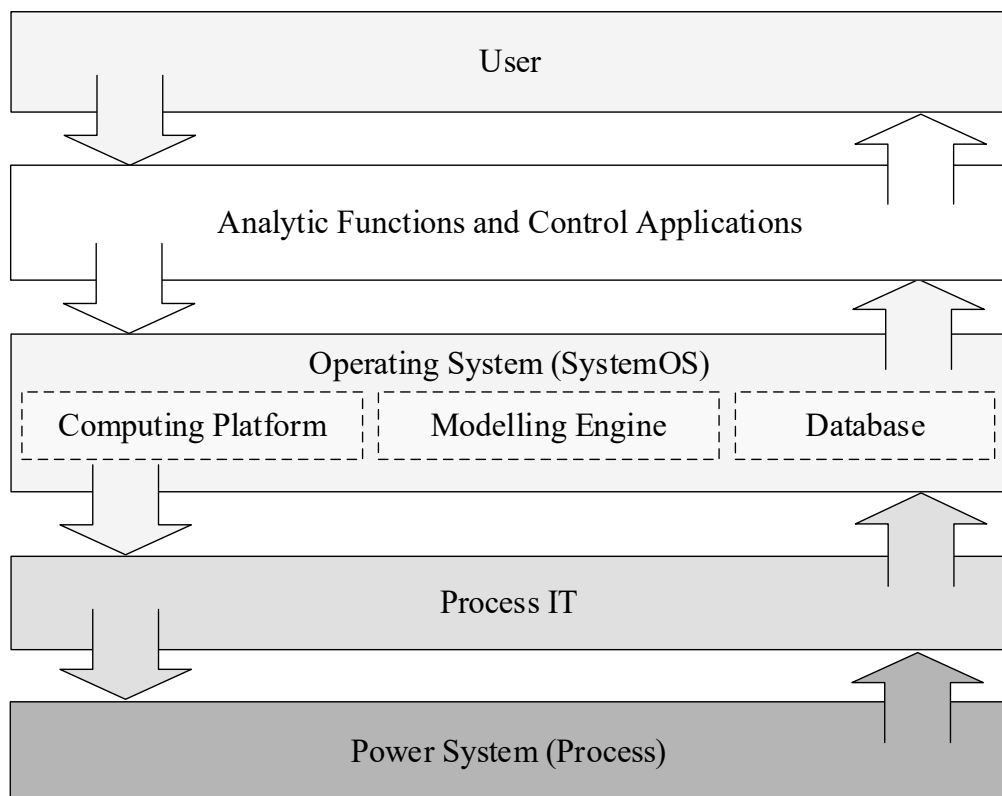 User
Analytic Functions and Control Applications
Operating System (SystemOS)
Computing Platform
Modelling Engine
Database
Process IT
Power System (Process)